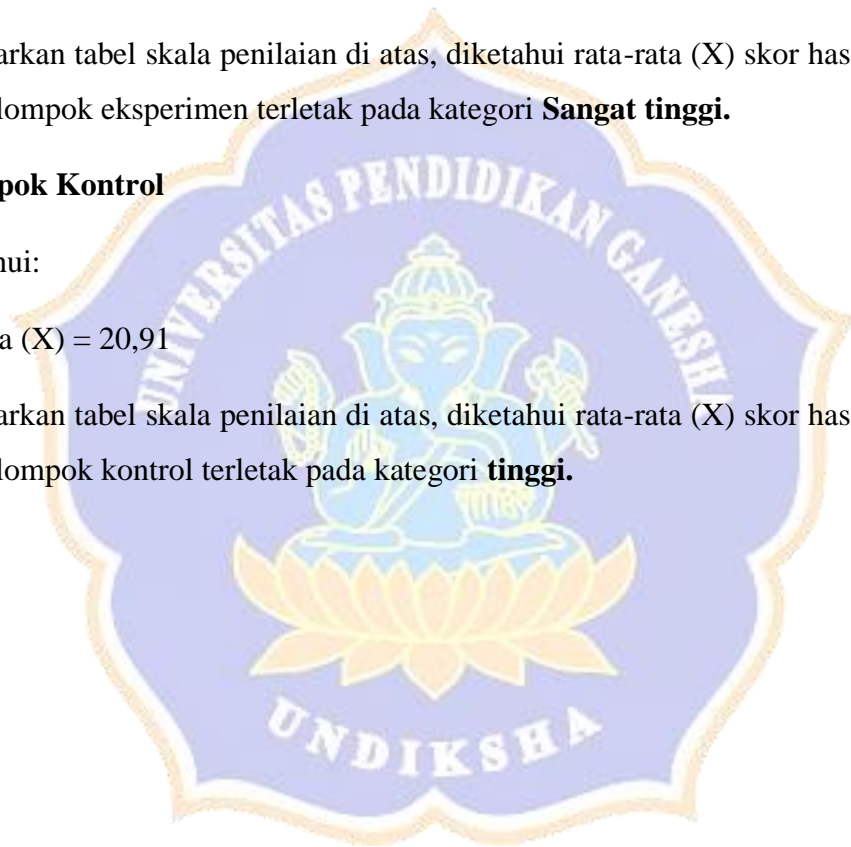 arkan tabel skala penilaian di atas, diketahui rata-rata (X) skor has
lompok eksperimen terletak pada kategori Sangat tinggi.
pok Kontrol
UNIVERSITAS PENDIDIKAN GANESHA
hui:
a (X) = 20,91
arkan tabel skala penilaian di atas, diketahui rata-rata (X) skor has
lompok kontrol terletak pada kategori tinggi.
UNDIKSHA